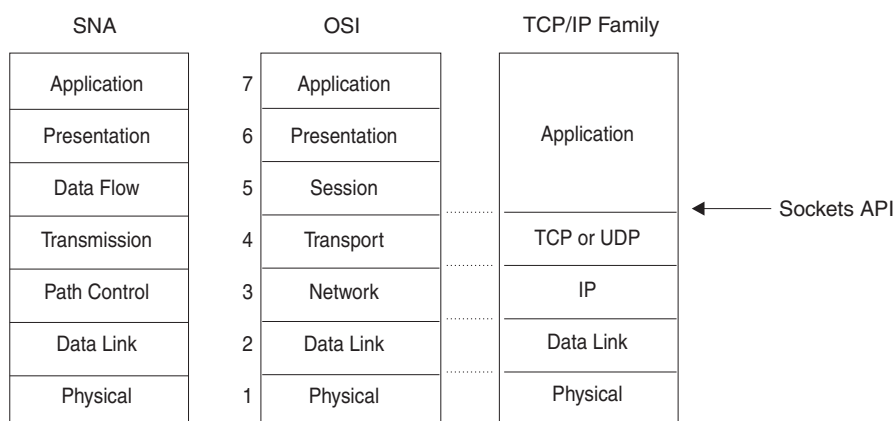 SNA OSI TCP/IP Family
Application 7 Application
Presentation 6 Presentation Application
Data Flow 5 Session
Sockets API
Transmission 4 Transport TCP or UDP
Path Control 3 Network IP
Data Link 2 Data Link Data Link
Physical 1 Physical Physical